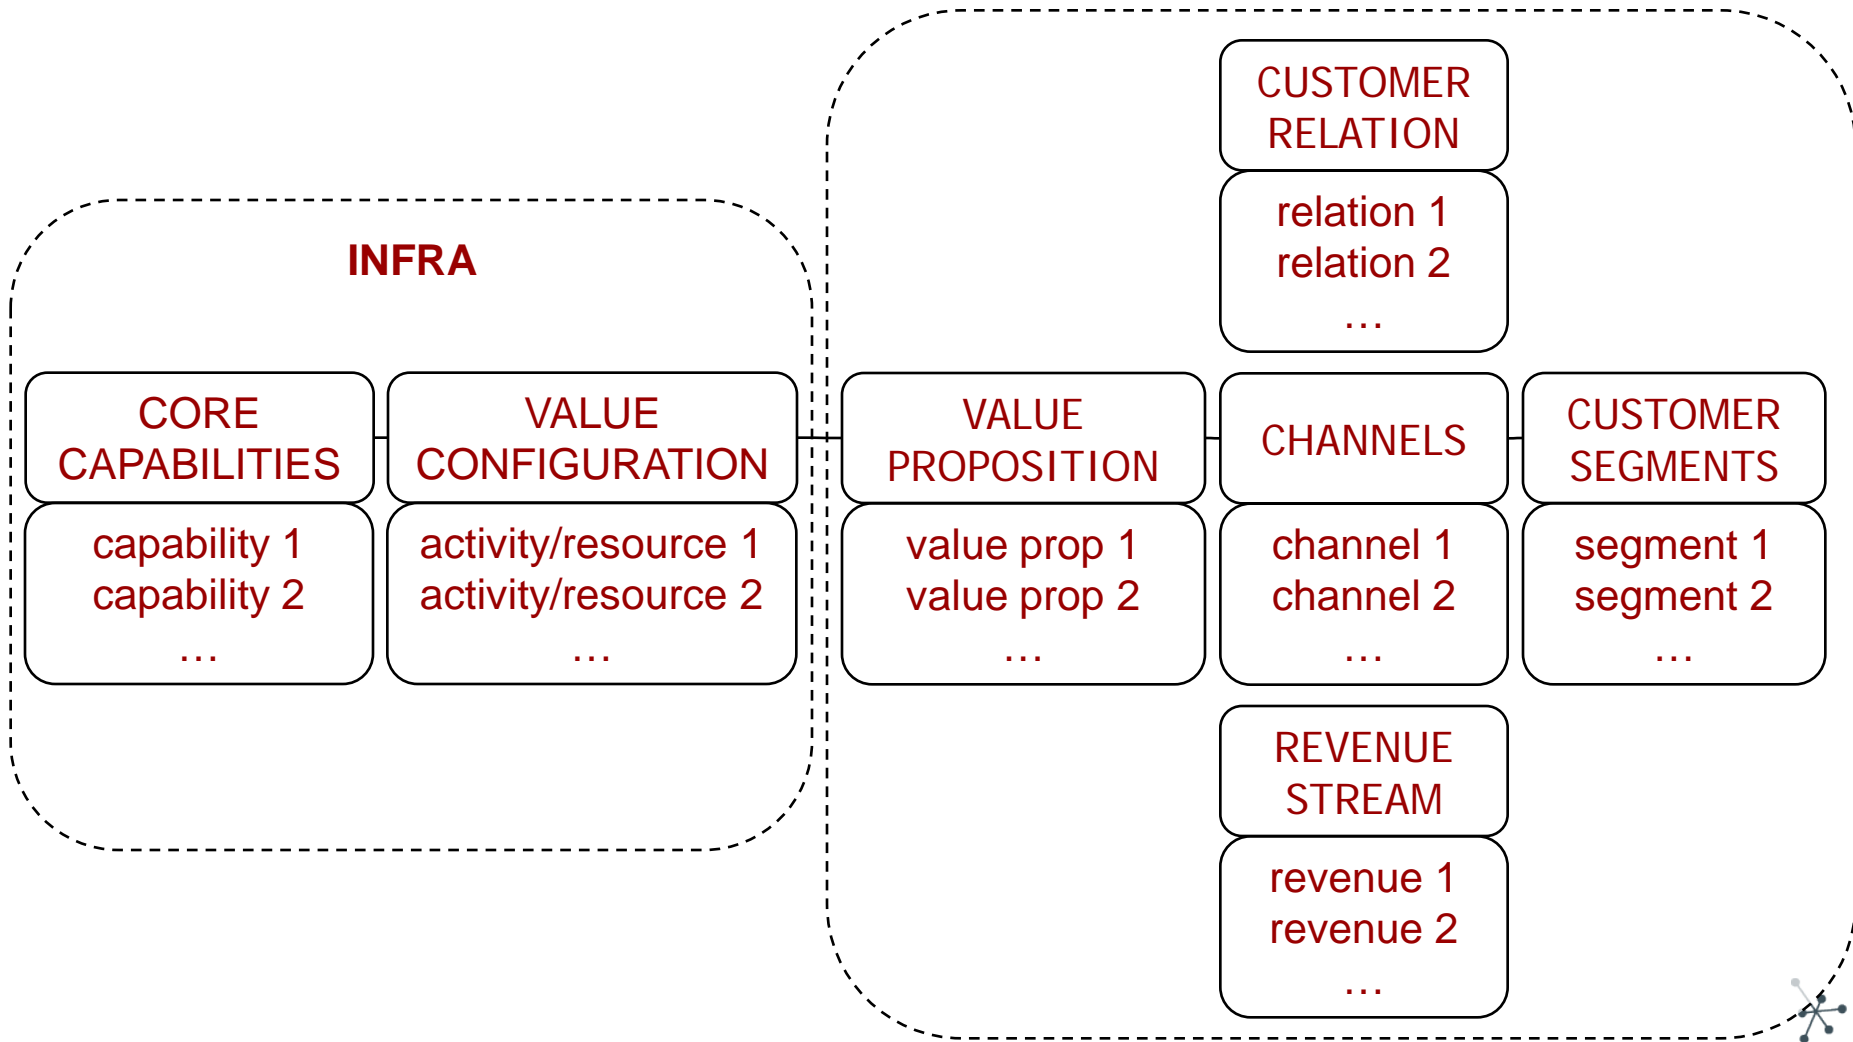 INFRA
CORE
CAPABILITIES
capability 1
capability 2
…
VALUE
CONFIGURATION
activity/resource 1
activity/resource 2
…
VALUE
PROPOSITION
value prop 1
value prop 2
…
CUSTOMER
RELATION
relation 1
relation 2
…
CHANNELS
channel 1
channel 2
…
REVENUE
STREAM
revenue 1
revenue 2
…
CUSTOMER
SEGMENTS
segment 1
segment 2
…